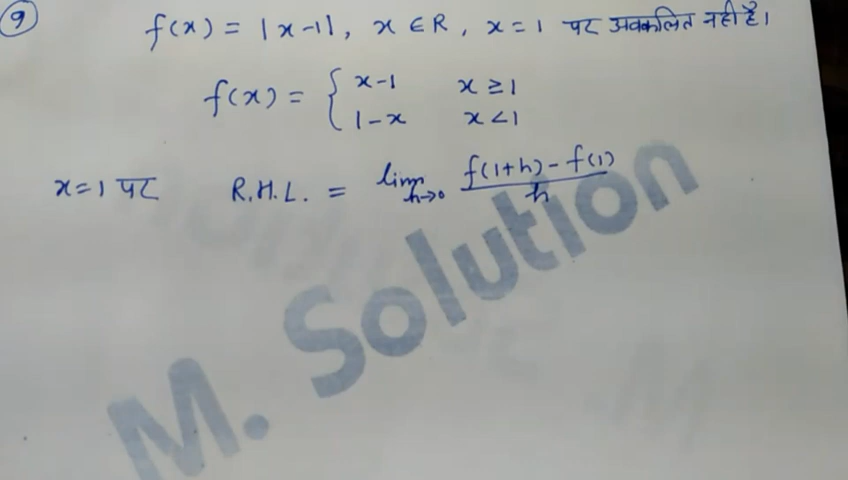 9
f(x) = |x-1|, x ∈ R, x = 1 पर अवकलित नही है।
f(x) = { x-1 x ≥ 1
1-x x < 1
x=1 पर R.H.L. = lim h→0 f(1+h) - f(1) / h
M. Solution